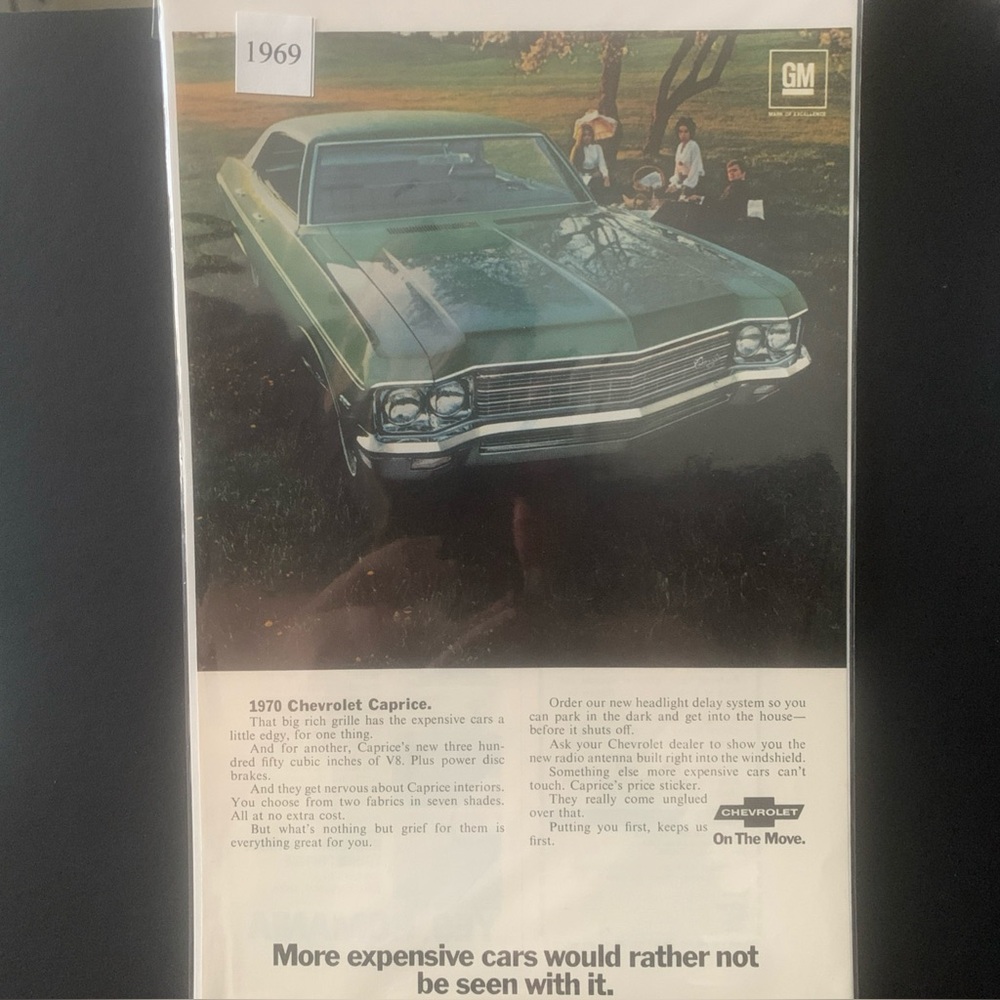 1969
GM
MARK OF EXCELLENCE
1970 Chevrolet Caprice.
That big rich grille has the expensive cars a
little edgy, for one thing.
And for another, Caprice's new three hun-
dred fifty cubic inches of V8. Plus power disc
brakes.
And they get nervous about Caprice interiors.
You choose from two fabrics in seven shades.
All at no extra cost.
But what's nothing but grief for them is
everything great for you.
Order our new headlight delay system so you
can park in the dark and get into the house—
before it shuts off.
Ask your Chevrolet dealer to show you the
new radio antenna built right into the windshield.
Something else more expensive cars can't
touch. Caprice's price sticker.
They really come unglued
over that.
Putting you first, keeps us
first.
CHEVROLET
On The Move.
More expensive cars would rather not
be seen with it.